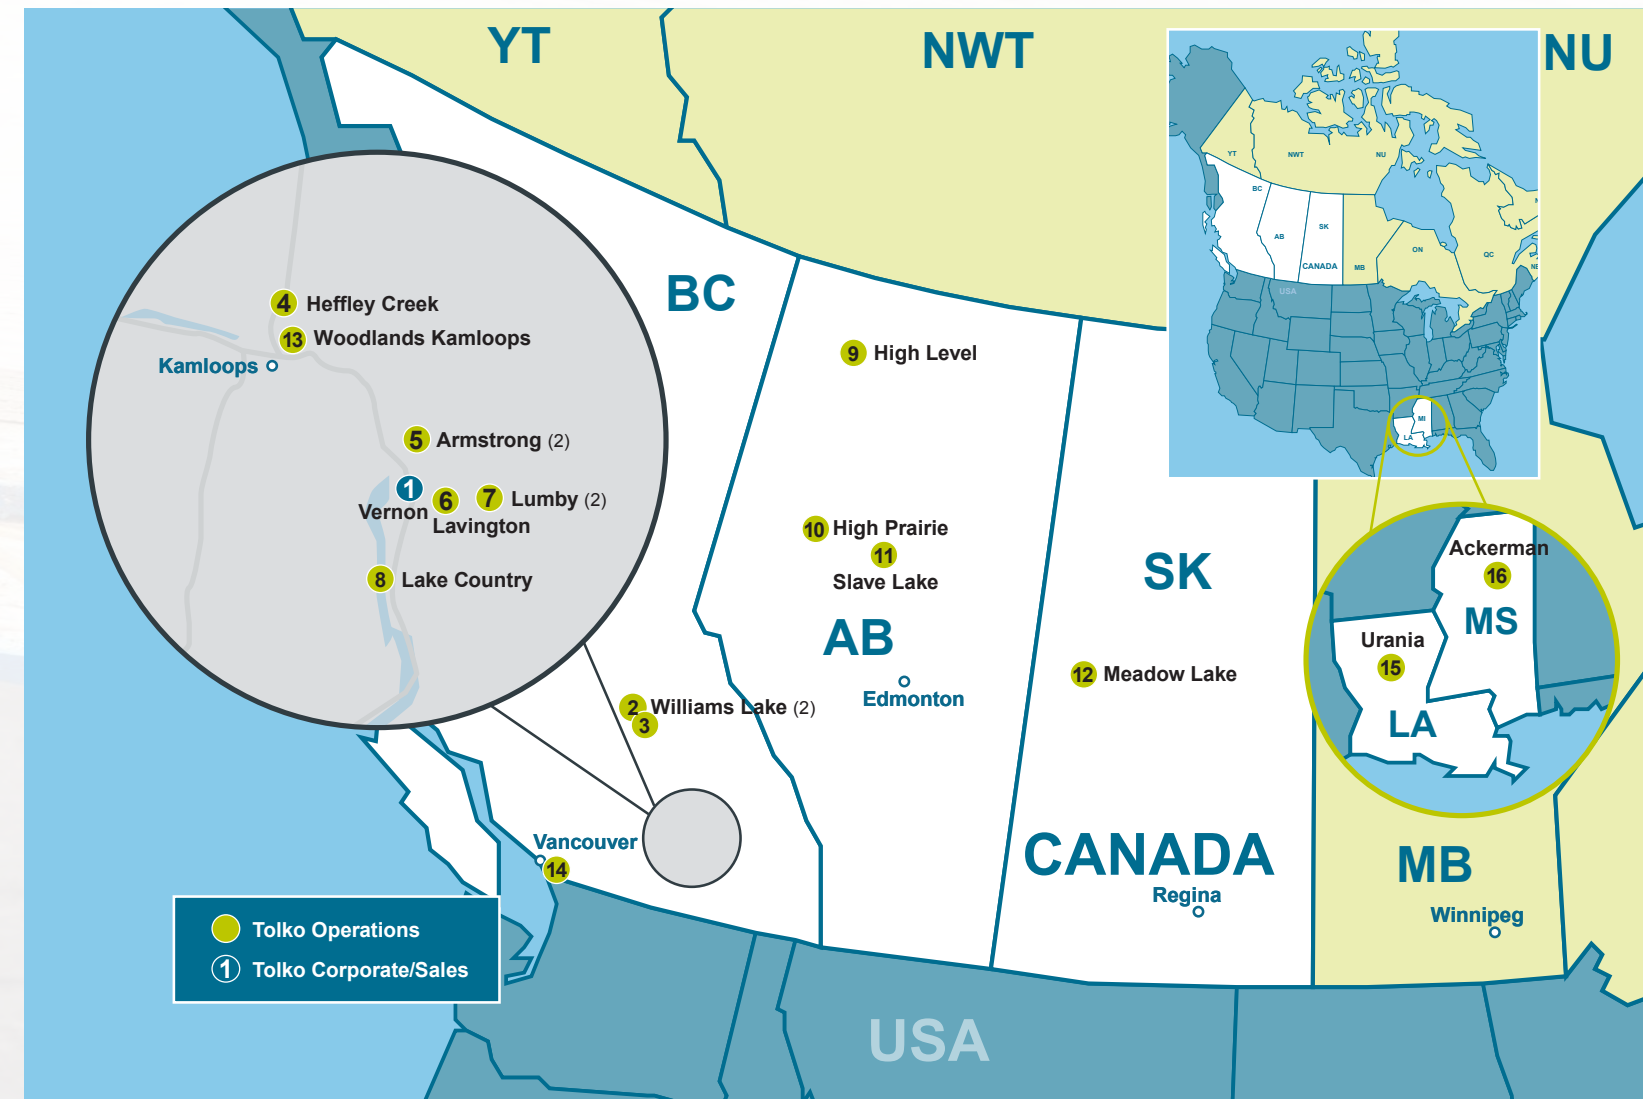 YT
NWT
NU
YT
NWT
NU
BC
AB
SK
CANADA
MB
ON
QC
USA
MI
LA
BC
4 Heffley Creek
13 Woodlands Kamloops
Kamloops
5 Armstrong (2)
1
Vernon
6
Lavington
7 Lumby (2)
8 Lake Country
9 High Level
10 High Prairie
11
Slave Lake
AB
Edmonton
SK
12 Meadow Lake
Ackerman
16
MS
Urania
15
LA
2 Williams Lake (2)
3
Vancouver
14
CANADA
Regina
MB
Winnipeg
Tolko Operations
1 Tolko Corporate/Sales
USA